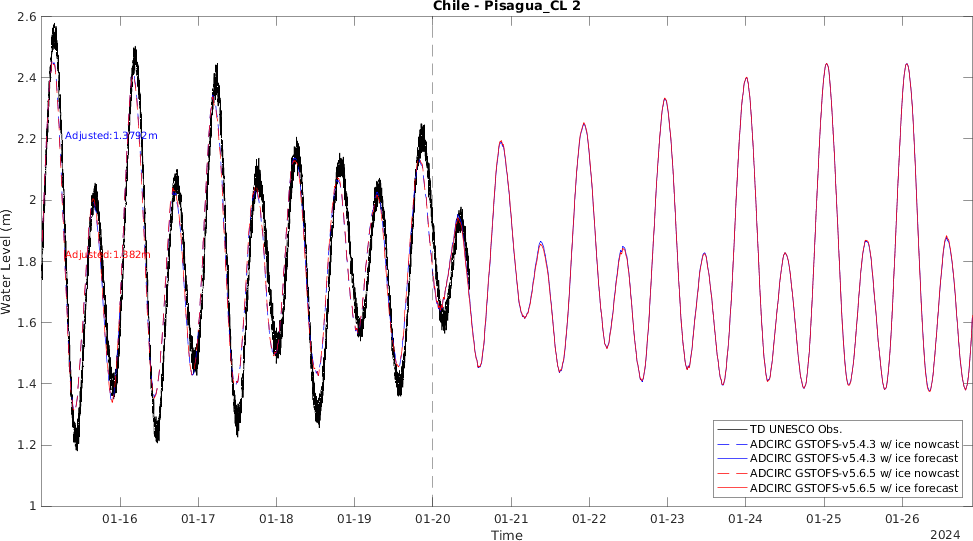 Chile - Pisagua_CL 2
2.6
2.4
2.2
2
1.8
1.6
1.4
1.2
1
Water Level (m)
Adjusted:1.3792m
Adjusted:1.382m
TD UNESCO Obs.
ADCIRC GSTOFS-v5.4.3 w/ ice nowcast
ADCIRC GSTOFS-v5.4.3 w/ ice forecast
ADCIRC GSTOFS-v5.6.5 w/ ice nowcast
ADCIRC GSTOFS-v5.6.5 w/ ice forecast
01-16 01-17 01-18 01-19 01-20 01-21 01-22 01-23 01-24 01-25 01-26
Time
2024